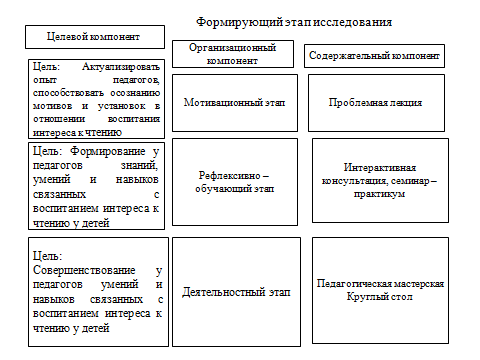 Формирующий этап исследования
Целевой компонент
Организационный
компонент
Содержательный компонент
Цель: Актуализировать
опыт педагогов,
способствовать осознанию
мотивов и установок в
отношении воспитания
интереса к чтению
Мотивационный этап
Проблемная лекция
Цель: Формирование у
педагогов знаний,
умений и навыков
связанных с
воспитанием интереса к
чтению у детей
Рефлексивно –
обучающий этап
Интерактивная
консультация, семинар –
практикум
Цель:
Совершенствование у
педагогов умений и
навыков связанных с
воспитанием интереса к
чтению у детей
Деятельностный этап
Педагогическая мастерская
Круглый стол